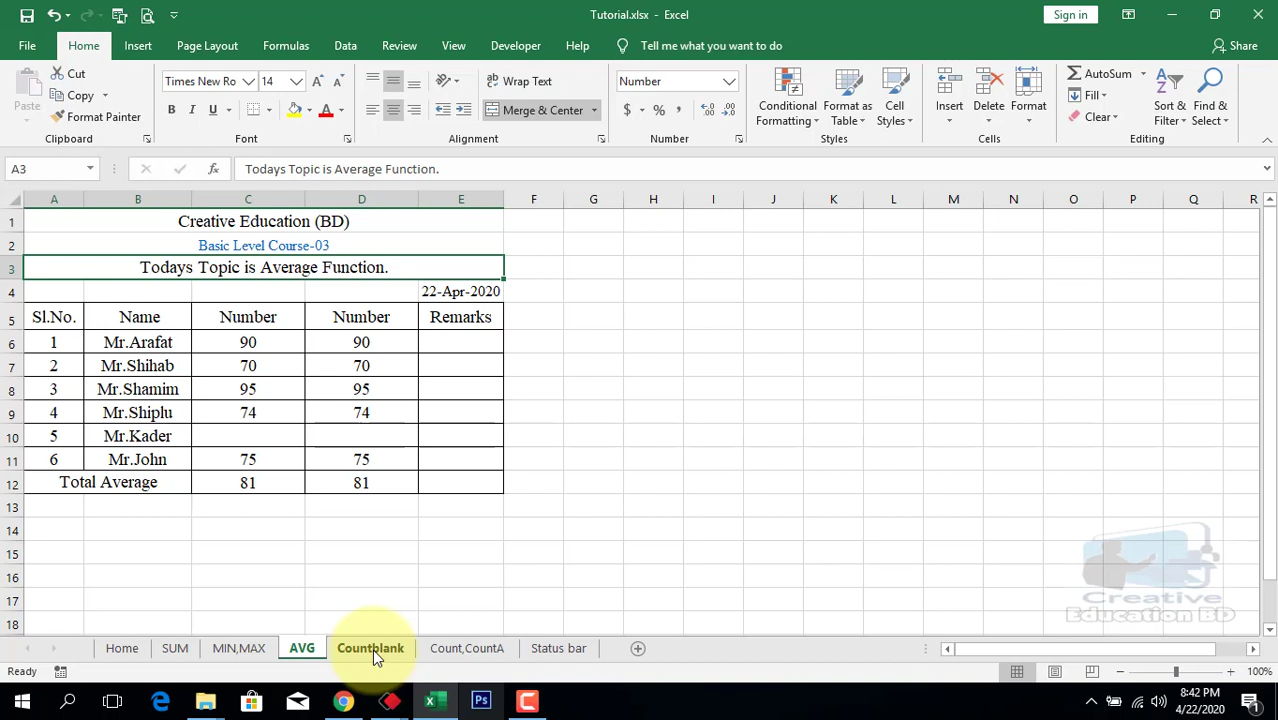 Tutorial.xlsx - Excel
Sign in
File Home Insert Page Layout Formulas Data Review View Developer Help Tell me what you want to do Share
Paste Cut Copy Format Painter Clipboard
Times New Ro 14 B I U A A A Font
ab Wrap Text Merge & Center Alignment
Number $ % , Number
Conditional Formatting Format as Table Cell Styles Styles
Insert Delete Format Cells
AutoSum Fill Clear Sort & Filter Find & Select Editing
A3 fx Todays Topic is Average Function.
A B C D E F G H I J K L M N O P Q R
1 Creative Education (BD)
2 Basic Level Course-03
3 Todays Topic is Average Function.
4 22-Apr-2020
5 Sl.No. Name Number Number Remarks
6 1 Mr.Arafat 90 90
7 2 Mr.Shihab 70 70
8 3 Mr.Shamim 95 95
9 4 Mr.Shiplu 74 74
10 5 Mr.Kader
11 6 Mr.John 75 75
12 Total Average 81 81
13
14
15
16
17
18
Creative
Education BD
Home SUM MIN,MAX AVG Countblank Count,CountA Status bar
Ready 100%
Ps
8:42 PM
4/22/2020